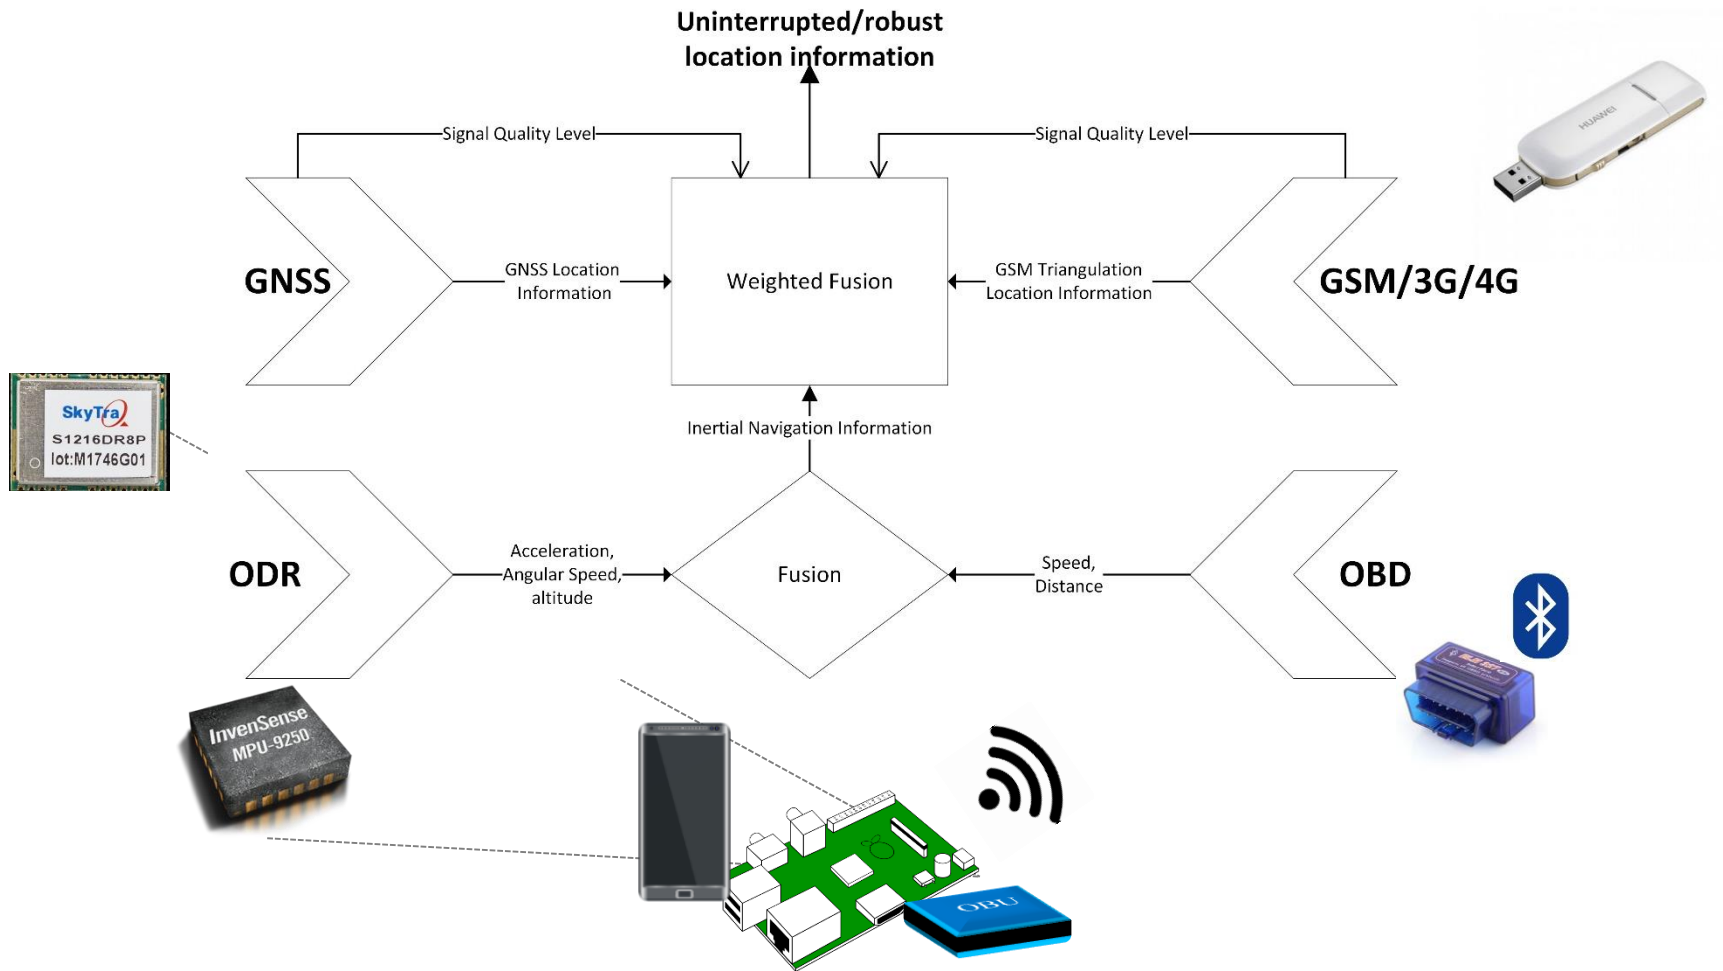 Uninterrupted/robust
location information
HUAWEI
Signal Quality Level
Signal Quality Level
GNSS
GNSS Location
Information
Weighted Fusion
GSM Triangulation
Location Information
GSM/3G/4G
SkyTra
S1216DR8P
lot:M1746G01
Inertial Navigation Information
ODR
Acceleration,
Angular Speed,
altitude
Fusion
Speed,
Distance
OBD
InvenSense
MPU-9250
OBU